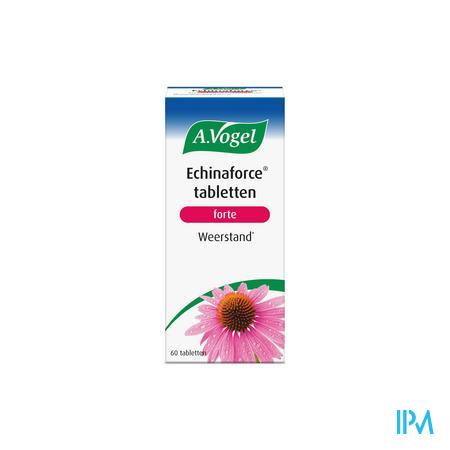 A.Vogel
Echinaforce®
tabletten
forte
Weerstand*
60 tabletten
IPM